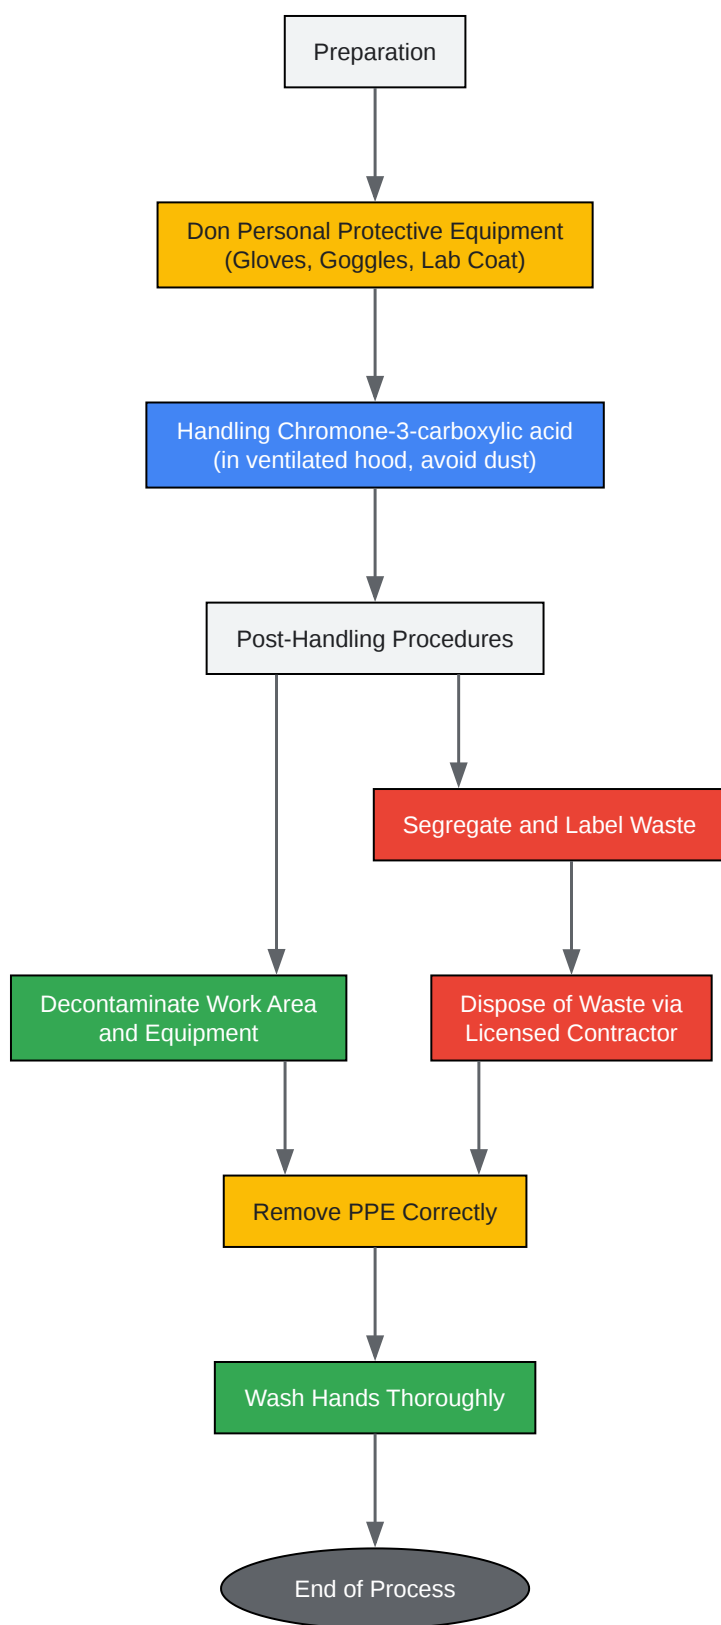 Preparation
Don Personal Protective Equipment
(Gloves, Goggles, Lab Coat)
Handling Chromone-3-carboxylic acid
(in ventilated hood, avoid dust)
Post-Handling Procedures
Segregate and Label Waste
Decontaminate Work Area
and Equipment
Dispose of Waste via
Licensed Contractor
Remove PPE Correctly
Wash Hands Thoroughly
End of Process